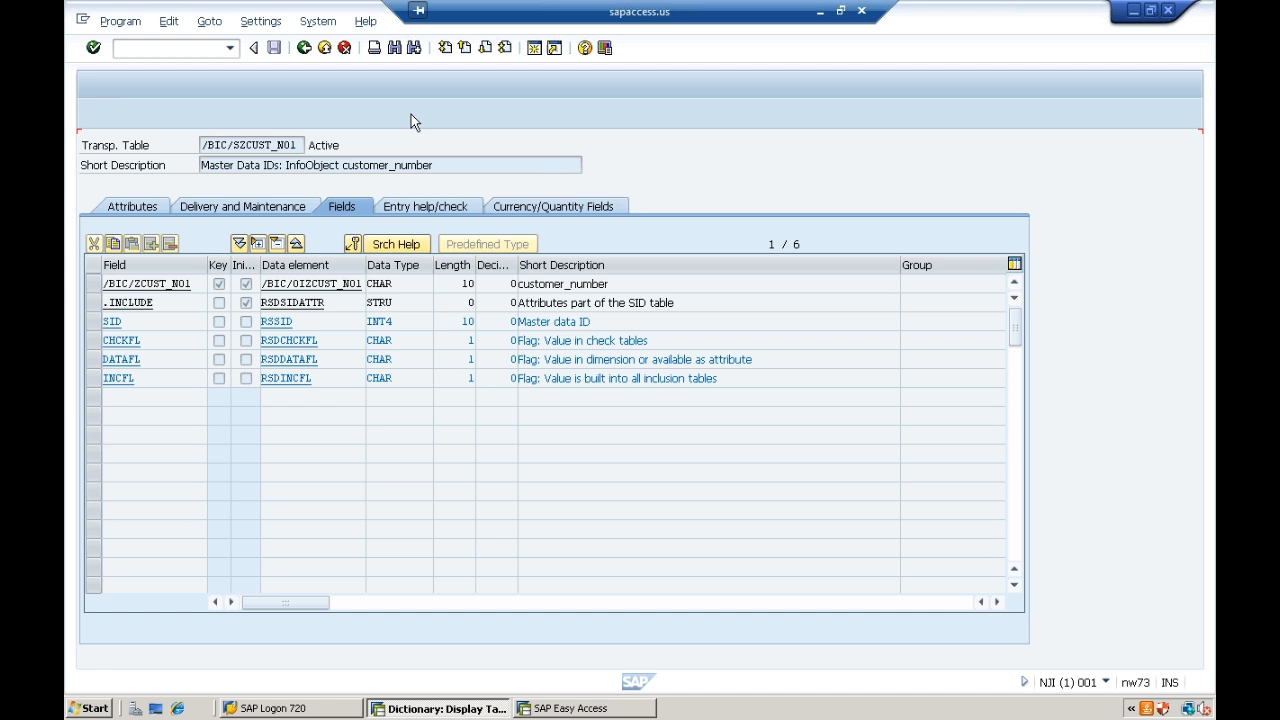 sapaccess.us
Program Edit Goto Settings System Help
Transp. Table /BIC/SZCUST_N01 Active
Short Description Master Data IDs: InfoObject customer_number
Attributes Delivery and Maintenance Fields Entry help/check Currency/Quantity Fields
Srch Help Predefined Type 1 / 6
Field Key Ini... Data element Data Type Length Deci... Short Description Group
/BIC/ZCUST_N01 /BIC/OIZCUST_N01 CHAR 10 0 customer_number
.INCLUDE RSDSIDATTR STRU 0 0 Attributes part of the SID table
SID RSSID INT4 10 0 Master data ID
CHCKFL RSDCHCKFL CHAR 1 0 Flag: Value in check tables
DATAFL RSDDATAFL CHAR 1 0 Flag: Value in dimension or available as attribute
INCFL RSDINCFL CHAR 1 0 Flag: Value is built into all inclusion tables
SAP
NJI (1) 001 nw73 INS
Start SAP Logon 720 Dictionary: Display Ta... SAP Easy Access